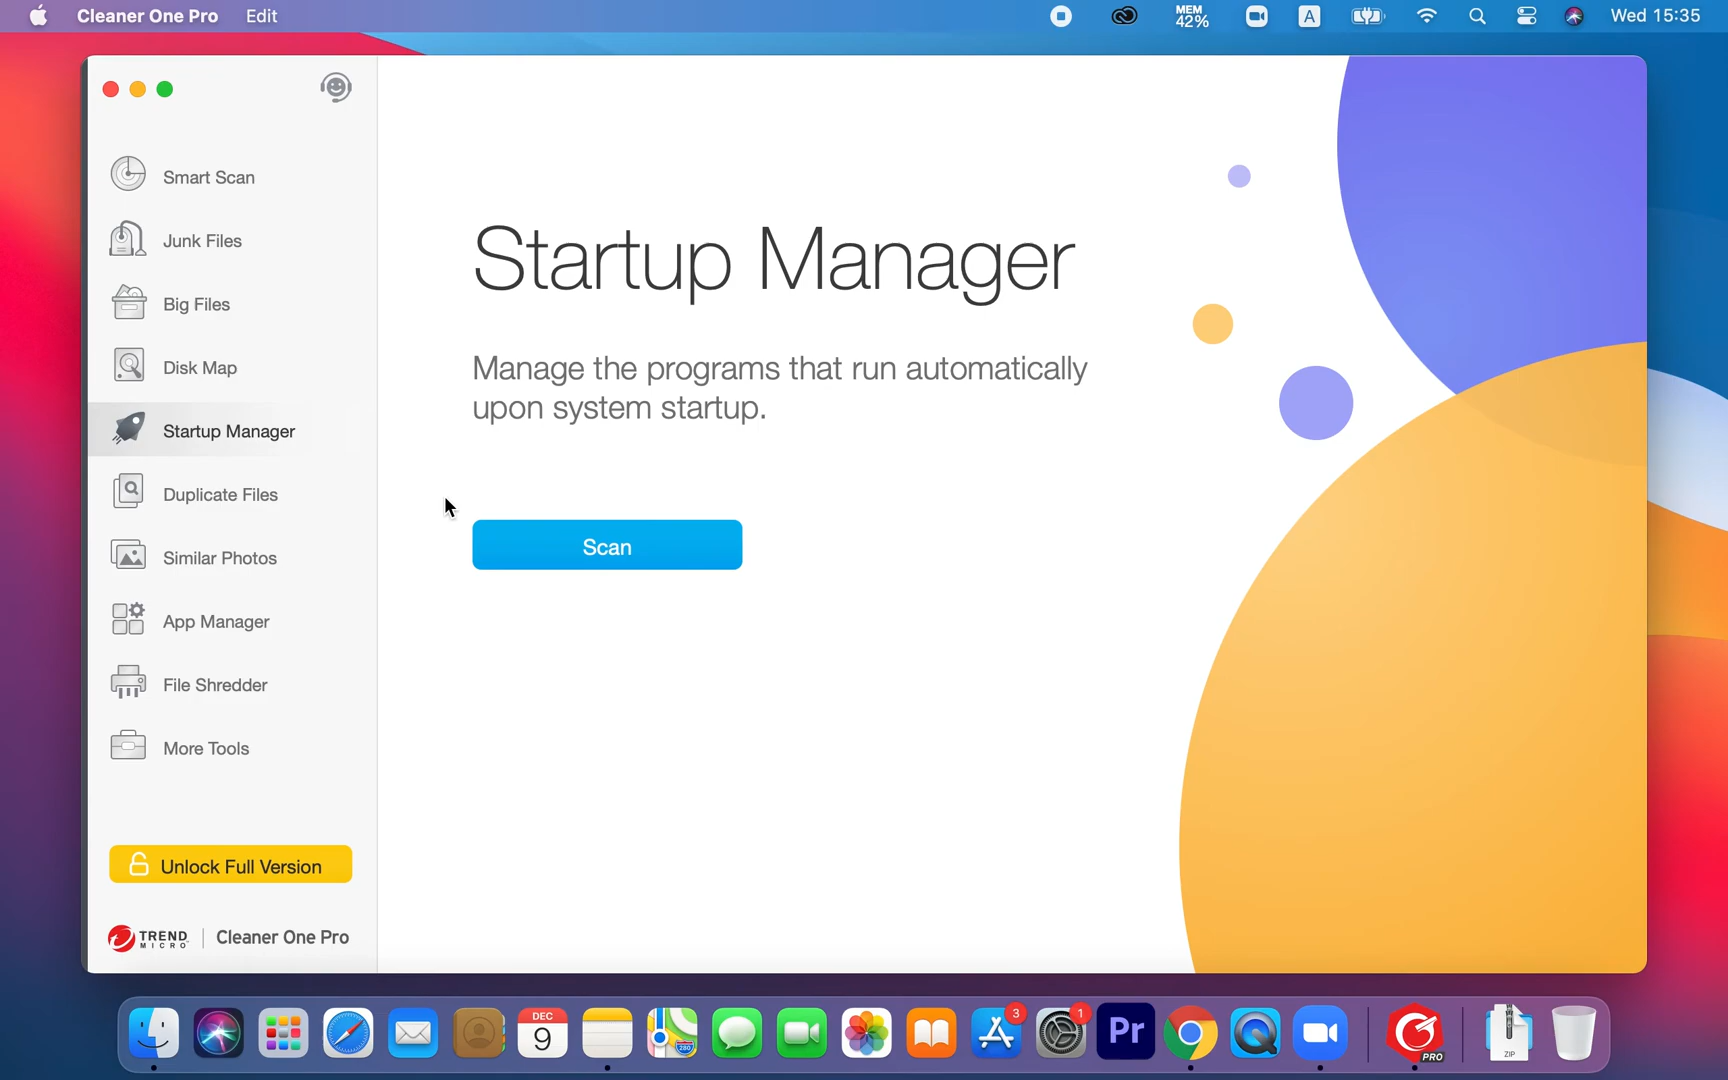 Cleaner One Pro Edit MEM 42% A Wed 15:35
Smart Scan
Junk Files
Big Files
Disk Map
Startup Manager
Duplicate Files
Similar Photos
App Manager
File Shredder
More Tools
Unlock Full Version
TREND MICRO Cleaner One Pro
Startup Manager
Manage the programs that run automatically
upon system startup.
Scan
DEC
9
280
3
1
Pr
PRO
ZIP